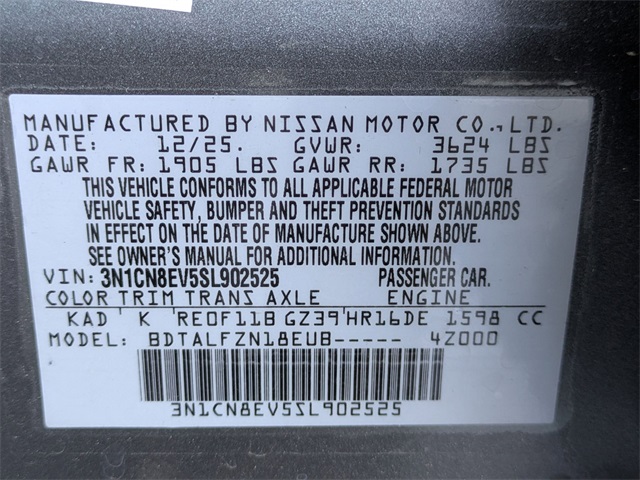 MANUFACTURED BY NISSAN MOTOR CO., LTD.
DATE: 12/25. GVWR: 3624 LBS
GAWR FR: 1905 LBS GAWR RR: 1735 LBS
THIS VEHICLE CONFORMS TO ALL APPLICABLE FEDERAL MOTOR
VEHICLE SAFETY, BUMPER AND THEFT PREVENTION STANDARDS
IN EFFECT ON THE DATE OF MANUFACTURE SHOWN ABOVE.
SEE OWNER'S MANUAL FOR ADDITIONAL INFORMATION.
VIN: 3N1CN8EV5SL902525 PASSENGER CAR.
COLOR TRIM TRANS AXLE ENGINE
KAD K RE0F11B GZ39 HR16DE 1598 CC
MODEL: BDTALFZN18EUB----- 4Z000
3N1CN8EV5SL902525